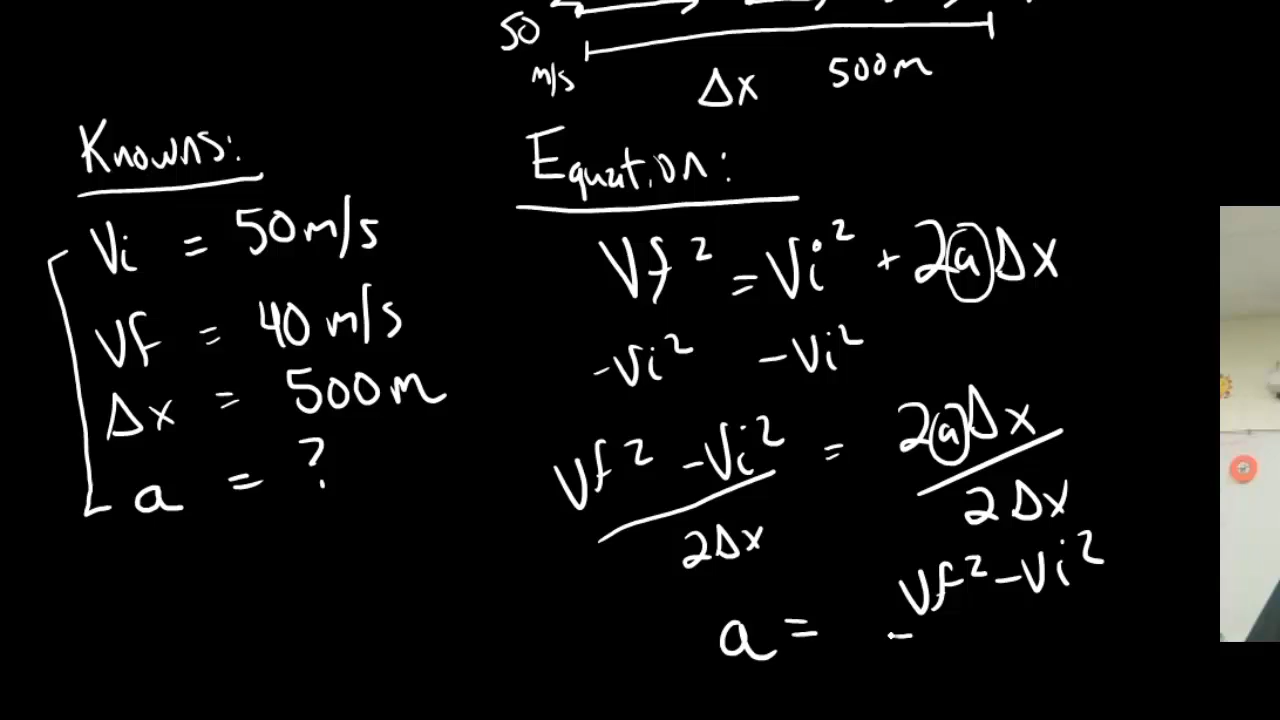 50
m/s
Δx 500m
Knowns:
Vi = 50m/s
Vf = 40m/s
Δx = 500m
a = ?
Equation:
Vf² = Vi² + 2aΔx
-Vi² -Vi²
Vf² -Vi² = 2aΔx
2Δx 2Δx
a = Vf² - Vi²